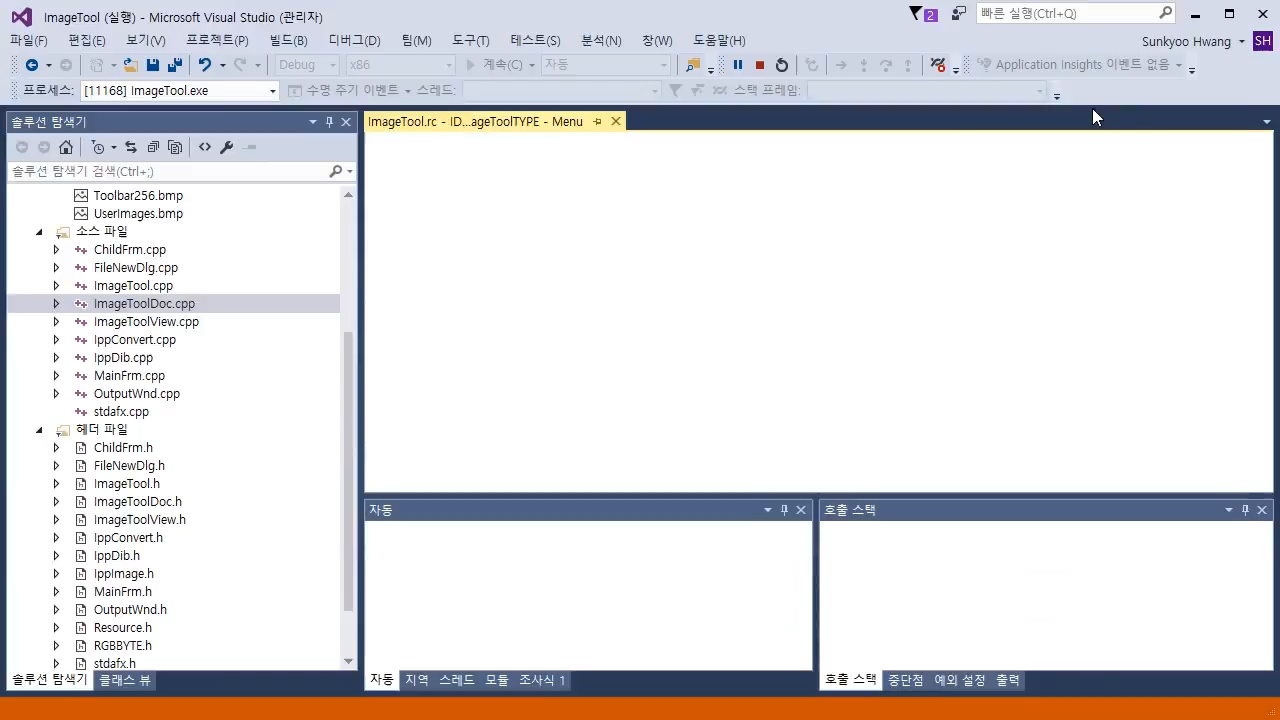 ImageTool (실행) - Microsoft Visual Studio (관리자)
2
빠른 실행(Ctrl+Q)
파일(F) 편집(E) 보기(V) 프로젝트(P) 빌드(B) 디버그(D) 팀(M) 도구(T) 테스트(S) 분석(N) 창(W) 도움말(H)
Sunkyoo Hwang SH
Debug x86 계속(C) 자동 Application Insights 이벤트 없음
프로세스: [11168] ImageTool.exe 수명 주기 이벤트 스레드: 스택 프레임:
솔루션 탐색기
ImageTool.rc - ID...ageToolTYPE - Menu
솔루션 탐색기 검색(Ctrl+;)
Toolbar256.bmp
UserImages.bmp
소스 파일
ChildFrm.cpp
FileNewDlg.cpp
ImageTool.cpp
ImageToolDoc.cpp
ImageToolView.cpp
IppConvert.cpp
IppDib.cpp
MainFrm.cpp
OutputWnd.cpp
stdafx.cpp
헤더 파일
ChildFrm.h
FileNewDlg.h
ImageTool.h
ImageToolDoc.h
ImageToolView.h
IppConvert.h
IppDib.h
IppImage.h
MainFrm.h
OutputWnd.h
Resource.h
RGBBYTE.h
stdafx.h
솔루션 탐색기 클래스 뷰
자동
자동 지역 스레드 모듈 조사식 1
호출 스택
호출 스택 중단점 예외 설정 출력